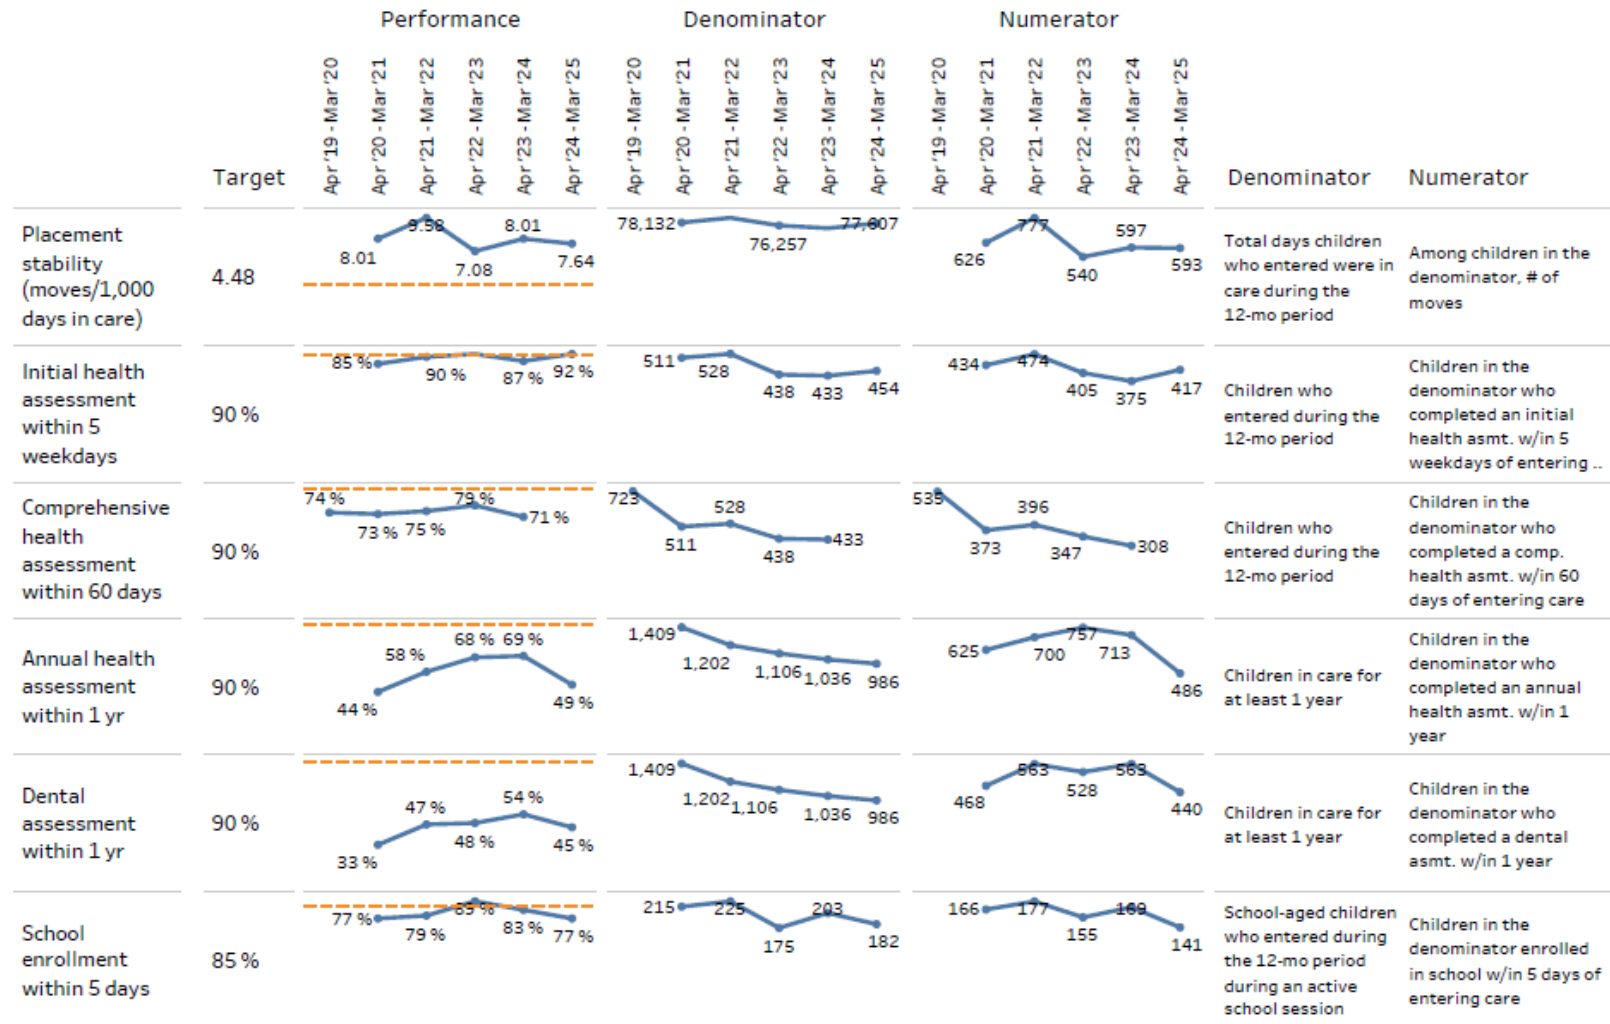 Performance
Denominator
Numerator
Target
Apr '19 - Mar '20
Apr '20 - Mar '21
Apr '21 - Mar '22
Apr '22 - Mar '23
Apr '23 - Mar '24
Apr '24 - Mar '25
Apr '19 - Mar '20
Apr '20 - Mar '21
Apr '21 - Mar '22
Apr '22 - Mar '23
Apr '23 - Mar '24
Apr '24 - Mar '25
Apr '19 - Mar '20
Apr '20 - Mar '21
Apr '21 - Mar '22
Apr '22 - Mar '23
Apr '23 - Mar '24
Apr '24 - Mar '25
Denominator
Numerator
Placement
stability
(moves/1,000
days in care)
4.48
8.01
9.58
7.08
8.01
7.64
78,132
76,257
77,607
626
777
540
597
593
Total days children
who entered were in
care during the
12-mo period
Among children in the
denominator, # of
moves
Initial health
assessment
within 5
weekdays
90 %
85 %
90 %
87 %
92 %
511
528
438
433
454
434
474
405
375
417
Children who
entered during the
12-mo period
Children in the
denominator who
completed an initial
health asmt. w/in 5
weekdays of entering ..
Comprehensive
health
assessment
within 60 days
90 %
74 %
73 %
75 %
79 %
71 %
723
511
528
438
433
535
373
396
347
308
Children who
entered during the
12-mo period
Children in the
denominator who
completed a comp.
health asmt. w/in 60
days of entering care
Annual health
assessment
within 1 yr
90 %
44 %
58 %
68 %
69 %
49 %
1,409
1,202
1,106
1,036
986
625
700
757
713
486
Children in care for
at least 1 year
Children in the
denominator who
completed an annual
health asmt. w/in 1
year
Dental
assessment
within 1 yr
90 %
33 %
47 %
48 %
54 %
45 %
1,409
1,202
1,106
1,036
986
468
563
528
563
440
Children in care for
at least 1 year
Children in the
denominator who
completed a dental
asmt. w/in 1 year
School
enrollment
within 5 days
85 %
77 %
79 %
89 %
83 %
77 %
215
225
175
203
182
166
177
155
169
141
School-aged children
who entered during
the 12-mo period
during an active
school session
Children in the
denominator enrolled
in school w/in 5 days of
entering care